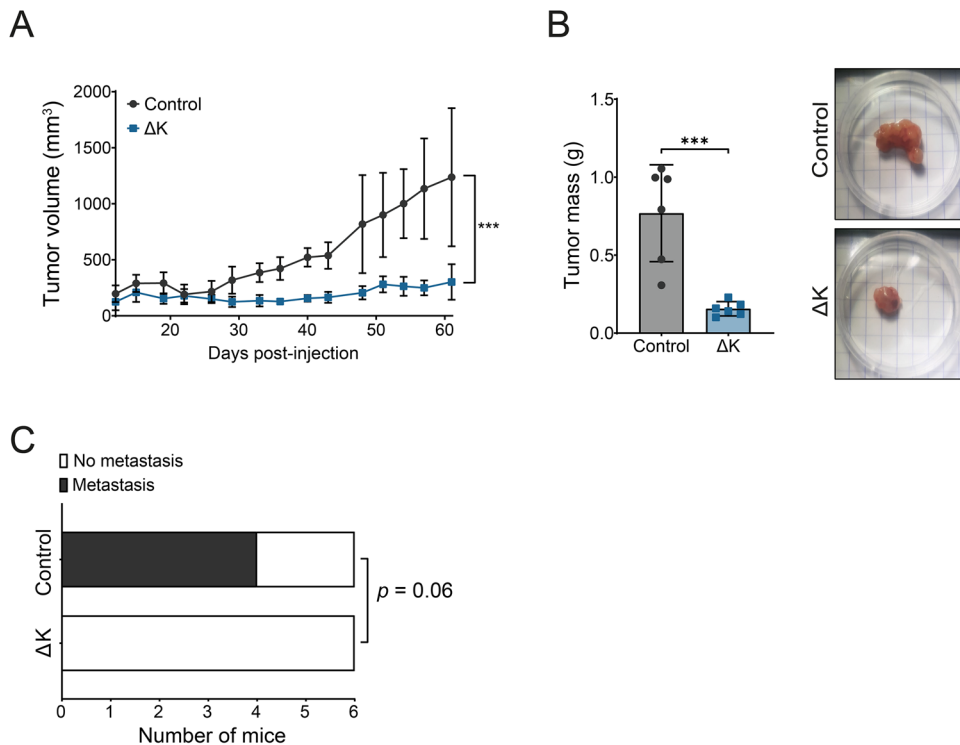 A
Tumor volume (mm³)
2000
1500
1000
500
0
Control
ΔK
***
20
30
40
50
60
Days post-injection
B
Tumor mass (g)
1.5
1.0
0.5
0.0
***
Control
ΔK
Control
ΔK
C
No metastasis
Metastasis
Control
ΔK
p = 0.06
0
1
2
3
4
5
6
Number of mice